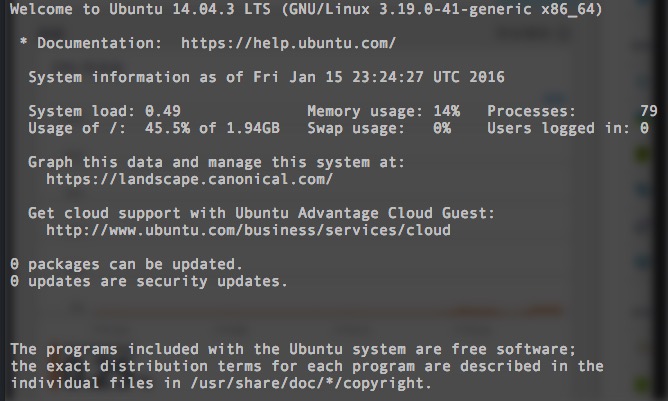 Welcome to Ubuntu 14.04.3 LTS (GNU/Linux 3.19.0-41-generic x86_64)
* Documentation:  https://help.ubuntu.com/
System information as of Fri Jan 15 23:24:27 UTC 2016
System load: 0.49              Memory usage: 14%   Processes:       79
Usage of /:  45.5% of 1.94GB   Swap usage:   0%    Users logged in: 0
Graph this data and manage this system at:
https://landscape.canonical.com/
Get cloud support with Ubuntu Advantage Cloud Guest:
http://www.ubuntu.com/business/services/cloud
0 packages can be updated.
0 updates are security updates.
The programs included with the Ubuntu system are free software;
the exact distribution terms for each program are described in the
individual files in /usr/share/doc/*/copyright.